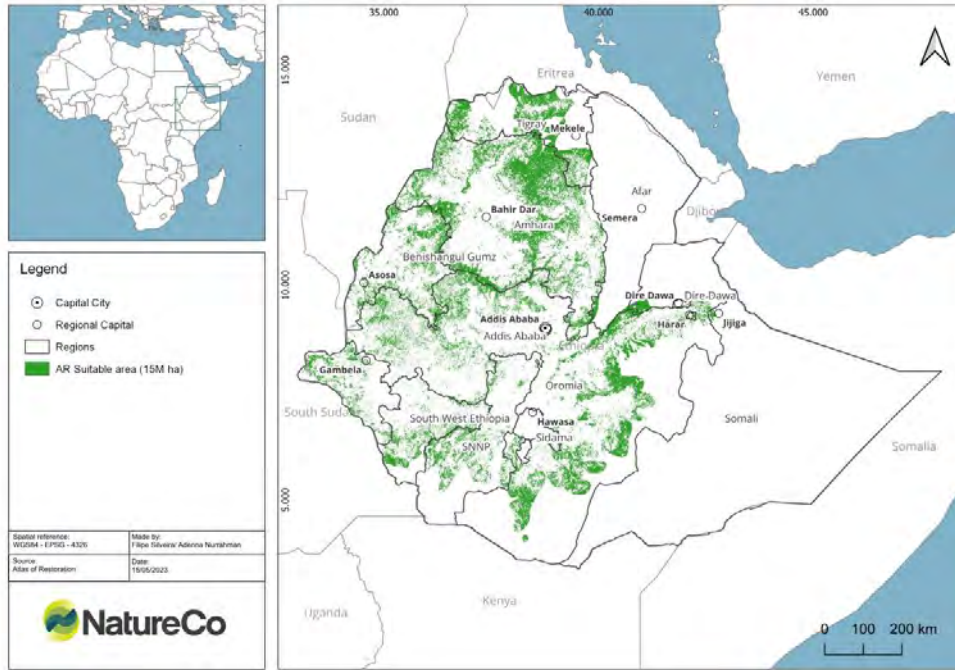 Legend
Capital City
Regional Capital
Regions
AR Suitable area (15M ha)
Spatial reference:
WGS84 - EPSG - 4326
Made by:
Filipe Silveira/ Adenna Nurrahman
Source:
Atlas of Restoration
Date:
15/05/2023
NatureCo
35.000
40.000
45.000
15.000
10.000
5.000
Eritrea
Yemen
Sudan
Tigray
Mekele
Afar
Semera
Djibou
Bahir Dar
Amhara
Benishangul Gumz
Asosa
Dire Dawa
Dire-Dawa
Addis Ababa
Addis Ababa
Ethiopia
Harar
Jijiga
Gambela
Oromia
South Suda
South West Ethiopia
Hawasa
Somali
Sidama
SNNP
Somalia
Uganda
Kenya
0 100 200 km